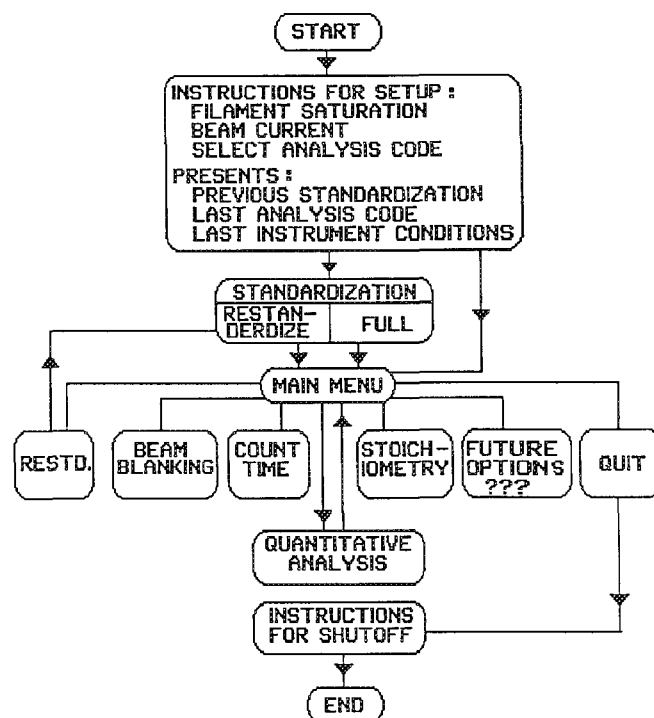 START
INSTRUCTIONS FOR SETUP :
FILAMENT SATURATION
BEAM CURRENT
SELECT ANALYSIS CODE
PRESENTS :
PREVIOUS STANDARDIZATION
LAST ANALYSIS CODE
LAST INSTRUMENT CONDITIONS
STANDARDIZATION
RESTAN-
DERDIZE
FULL
MAIN MENU
RESTD.
BEAM
BLANKING
COUNT
TIME
STOICH-
IOMETRY
FUTURE
OPTIONS
???
QUIT
QUANTITATIVE
ANALYSIS
INSTRUCTIONS
FOR SHUTOFF
END